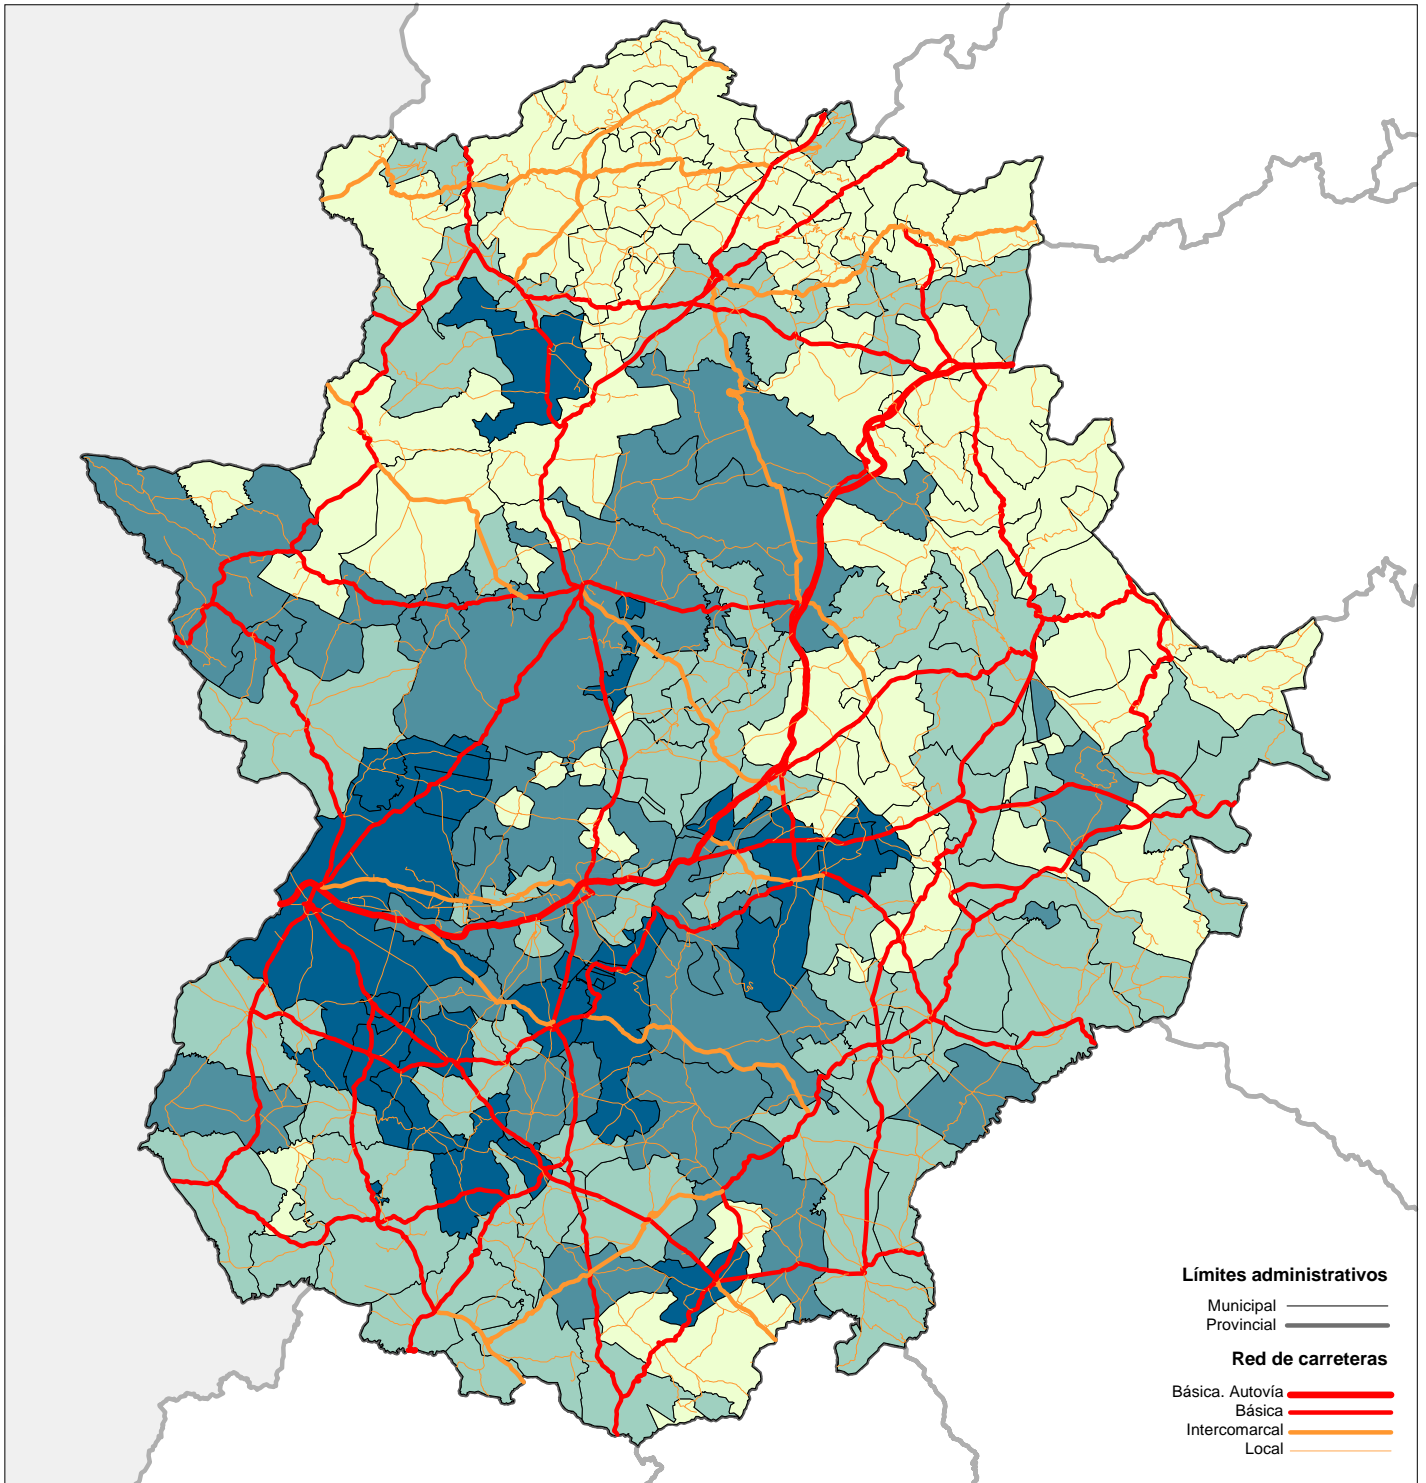 Límites administrativos
Municipal
Provincial
Red de carreteras
Básica. Autovía
Básica
Intercomarcal
Local